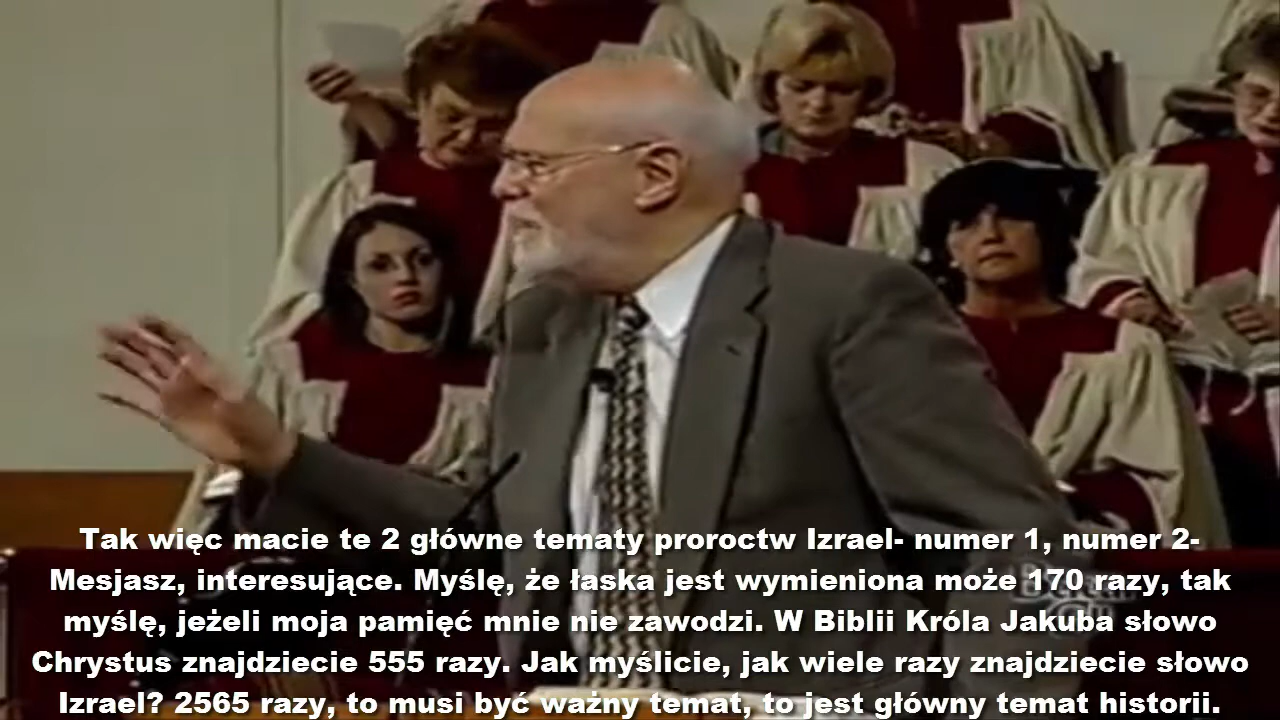 Tak więc macie te 2 główne tematy proroctw Izrael- numer 1, numer 2-
Mesjasz, interesujące. Myślę, że łaska jest wymieniona może 170 razy, tak
myślę, jeżeli moja pamięć mnie nie zawodzi. W Biblii Króla Jakuba słowo
Chrystus znajdziecie 555 razy. Jak myślicie, jak wiele razy znajdziecie słowo
Izrael? 2565 razy, to musi być ważny temat, to jest główny temat historii.